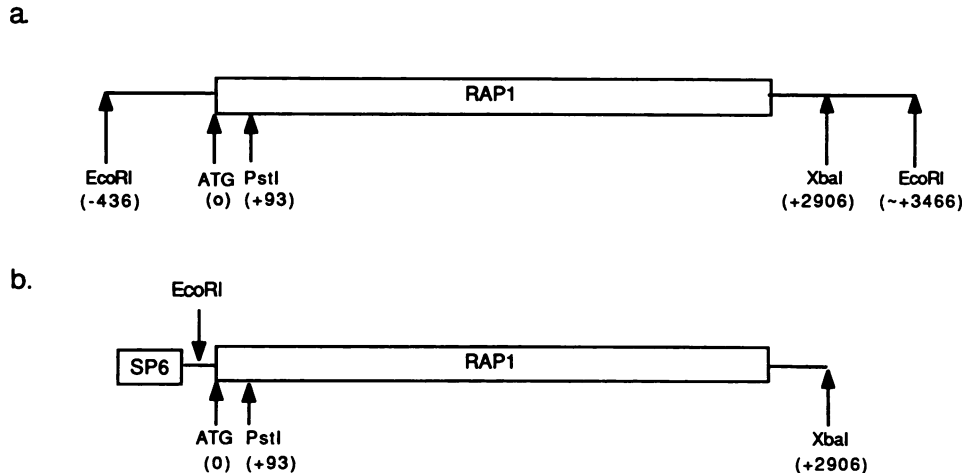 a.
RAP1
EcoRI
(-436)
ATG
(o)
PstI
(+93)
XbaI
(+2906)
EcoRI
(~+3466)
b.
EcoRI
SP6
RAP1
ATG
(0)
PstI
(+93)
XbaI
(+2906)